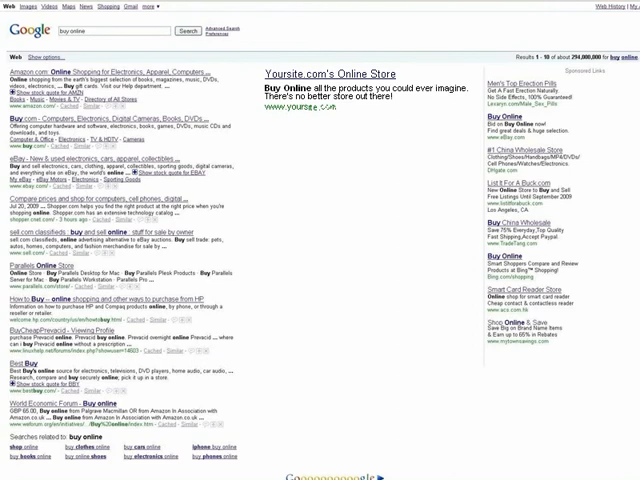 Web Images Videos Maps News Shopping Gmail more ▼
Web History | My
Google
buy online
Search
Advanced Search
Preferences
Web Show options...
Results 1 - 10 of about 294,000,000 for buy online
Amazon.com: Online Shopping for Electronics, Apparel, Computers ...
Online shopping from the earth's biggest selection of books, magazines, music, DVDs,
videos, electronics, ... Buy gift cards. Visit our Help department. ...
Show stock quote for AMZN
Books - Music - Movies & TV - Directory of All Stores
www.amazon.com/ - Cached - Similar
Buy.com - Computers, Electronics, Digital Cameras, Books, DVDs ...
Offering computer hardware and software, electronics, books, games, DVDs, music CDs and
downloads, and toys.
Computer & Office - Electronics - TV & HDTV - Cameras
www.buy.com/ - Cached - Similar
eBay - New & used electronics, cars, apparel, collectibles ...
Buy and sell electronics, cars, clothing, apparel, collectibles, sporting goods, digital cameras,
and everything else on eBay, the world's online ... Show stock quote for EBAY
My eBay - eBay Motors - Electronics - Sporting Goods
www.ebay.com/ - Cached - Similar
Compare prices and shop for computers, cell phones, digital ...
Jul 20, 2009 ... Shopper.com helps you find the right product at the right price when you're
shopping online. Shopper.com has an extensive technology catalog ...
shopper.cnet.com/ - 3 hours ago - Cached - Similar
sell.com classifieds : buy and sell online : stuff for sale by owner
sell.com classifieds, online advertising alternative to eBay auctions. Buy sell trade: pets,
autos, homes, computers, and fashion merchandise for sale by ...
www.sell.com/ - Cached - Similar
Parallels Online Store
Online Store · Buy Parallels Desktop for Mac · Buy Parallels Plesk Products · Buy Parallels
Server for Mac · Buy Parallels Workstation · Parallels Pro ...
www.parallels.com/store/ - Cached - Similar
How to Buy -- online shopping and other ways to purchase from HP
Information on how to purchase HP and Compaq products online, by phone, or through a
reseller or retailer.
welcome.hp.com/country/us/en/howtobuy.html - Cached - Similar
BuyCheapPrevacid - Viewing Profile
purchase Prevacid online. Prevacid buy online. Prevacid overnight online Prevacid ... where
can i buy Prevacid online without a prescription ...
www.linuxhelp.net/forums/index.php?showuser=14603 - Cached - Similar
Best Buy
Best Buy's online source for electronics, televisions, DVD players, home audio, car audio, ...
Research, compare and buy securely online; pick it up in a store.
Show stock quote for BBY
www.bestbuy.com/ - Cached - Similar
World Economic Forum - Buy online
GBP 65.00, Buy online from Palgrave Macmillan OR from Amazon In Association with
Amazon.co.uk ... Buy online from Amazon In Association with Amazon.co.uk ...
www.weforum.org/en/initiatives/.../Buy%20online/index.htm - Cached - Similar
Searches related to: buy online
shop online buy clothes online buy cars online iphone buy online
buy books online buy online shoes buy electronics online buy phones online
Goooooooooogle
Yoursite.com's Online Store
Buy Online all the products you could ever imagine.
There's no better store out there!
www.yoursite.com
Sponsored Links
Men's Top Erection Pills
Get A Fast Erection Naturally.
No Side Effects, 100% Guaranteed!
Lexaryn.com/Male_Sex_Pills
Buy Online
Bid on Buy Online now!
Find great deals & huge selection.
www.eBay.com
#1 China Wholesale Store
Clothing/Shoes/Handbags/MP4/DVDs/
Cell Phones/Watches/Electronics.
DHgate.com
List It For A Buck.com
New Online Store to Buy and Sell
Free Listings Until September 2009
www.listitforabuck.com
Los Angeles, CA
Buy China Wholesale
Save 75% Everyday,Top Quality
Fast Shipping,Accept Paypal.
www.TradeTang.com
Buy Online
Smart Shoppers Compare and Review
Products at Bing™ Shopping!
Bing.com/shopping
Smart Card Reader Store
Online shop for smart card reader
Cheap contact & contactless reader
www.acs.com.hk
Shop Online & Save
Save Big on Brand Name Items
& Earn up to 65% in Rebates
www.mytownsavings.com